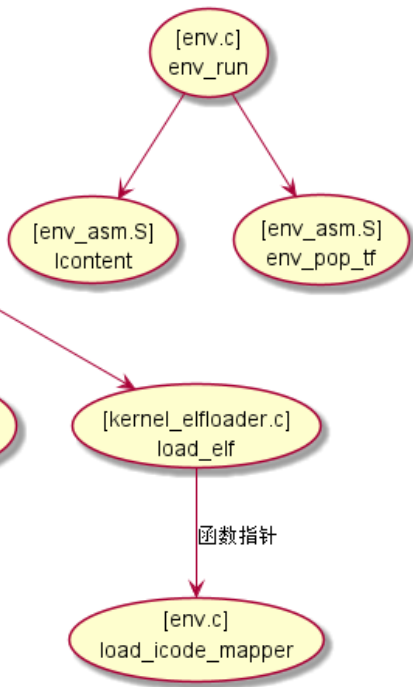 [env.c]
env_run
[env_asm.S]
lcontent
[env_asm.S]
env_pop_tf
[kernel_elfloader.c]
load_elf
函数指针
[env.c]
load_icode_mapper